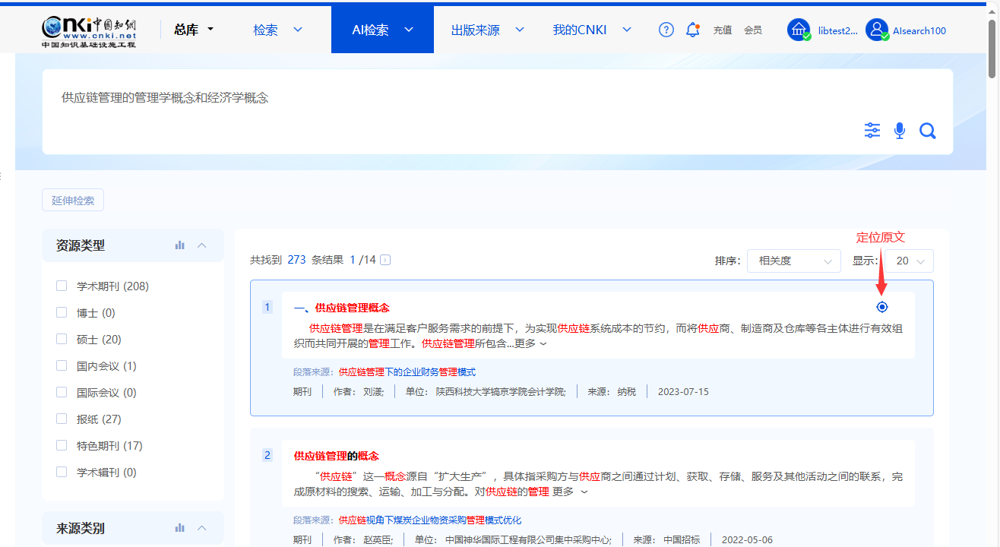 Cnki中国知网
www.cnki.net
中国知识基础设施工程
总库
检索
AI检索
出版来源
我的CNKI
充值
会员
libtest2...
AIsearch100
供应链管理的管理学概念和经济学概念
延伸检索
资源类型
学术期刊 (208)
博士 (0)
硕士 (20)
国内会议 (1)
国际会议 (0)
报纸 (27)
特色期刊 (17)
学术辑刊 (0)
来源类别
定位原文
共找到 273 条结果 1 /14
排序： 相关度 显示： 20
1
一、供应链管理概念
供应链管理是在满足客户服务需求的前提下，为实现供应链系统成本的节约，而将供应商、制造商及仓库等各主体进行有效组
织而共同开展的管理工作。供应链管理所包含...更多
段落来源：供应链管理下的企业财务管理模式
期刊 作者： 刘漾; 单位： 陕西科技大学镐京学院会计学院; 来源： 纳税 2023-07-15
2
供应链管理的概念
“供应链”这一概念源自“扩大生产”，具体指采购方与供应商之间通过计划、获取、存储、服务及其他活动之间的联系，完
成原材料的搜索、运输、加工与分配。对供应链的管理 更多
段落来源：供应链视角下煤炭企业物资采购管理模式优化
期刊 作者： 赵英臣; 单位： 中国神华国际工程有限公司集中采购中心; 来源： 中国招标 2022-05-06